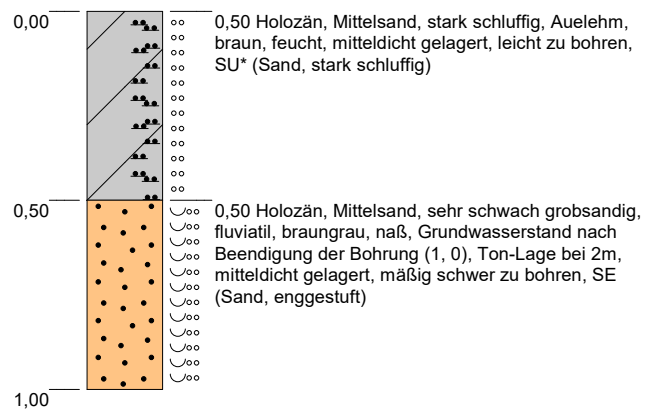 0,00
0,50 Holozän, Mittelsand, stark schluffig, Auelehm,
braun, feucht, mitteldicht gelagert, leicht zu bohren,
SU* (Sand, stark schluffig)
0,50
0,50 Holozän, Mittelsand, sehr schwach grobsandig,
fluviatil, braungrau, naß, Grundwasserstand nach
Beendigung der Bohrung (1, 0), Ton-Lage bei 2m,
mitteldicht gelagert, mäßig schwer zu bohren, SE
(Sand, enggestuft)
1,00